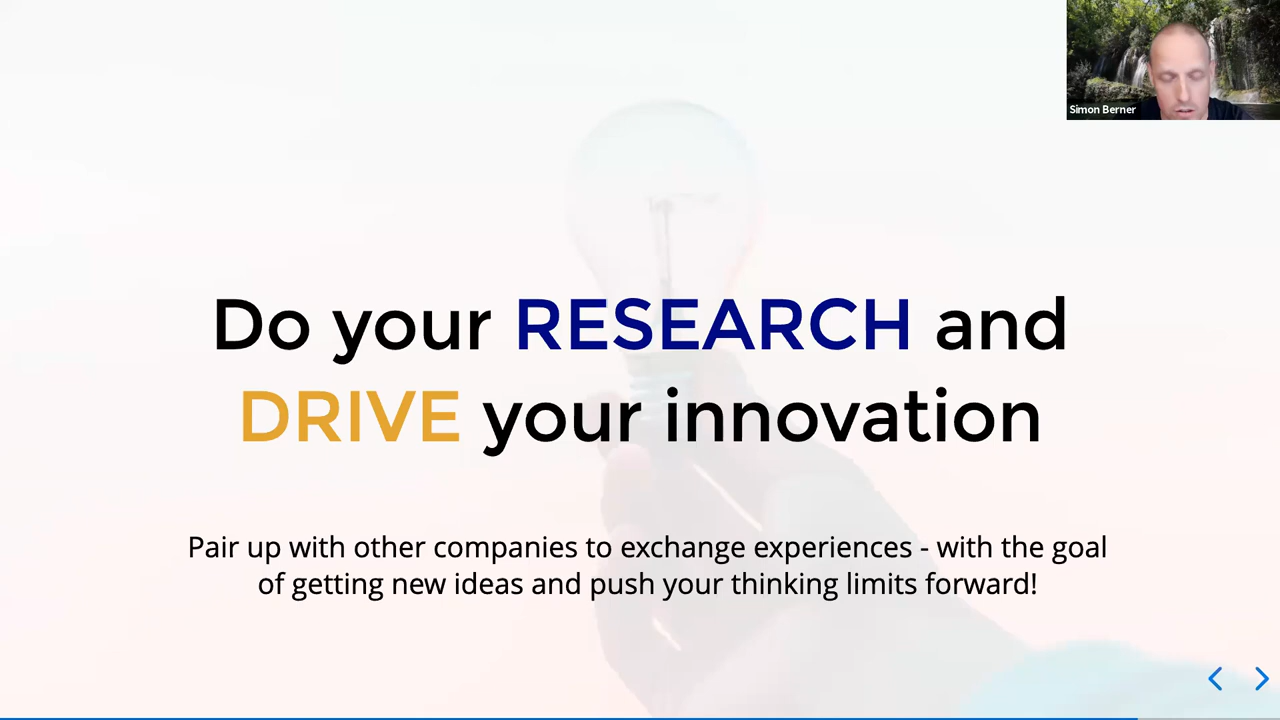 Simon Berner
Do your RESEARCH and
DRIVE your innovation
Pair up with other companies to exchange experiences - with the goal
of getting new ideas and push your thinking limits forward!